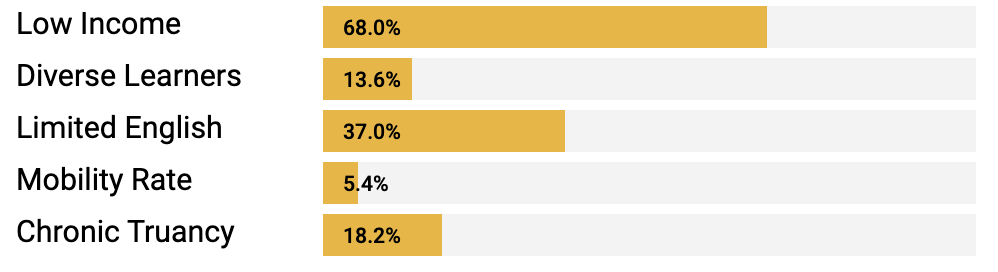 Low Income 68.0%
Diverse Learners 13.6%
Limited English 37.0%
Mobility Rate 5.4%
Chronic Truancy 18.2%